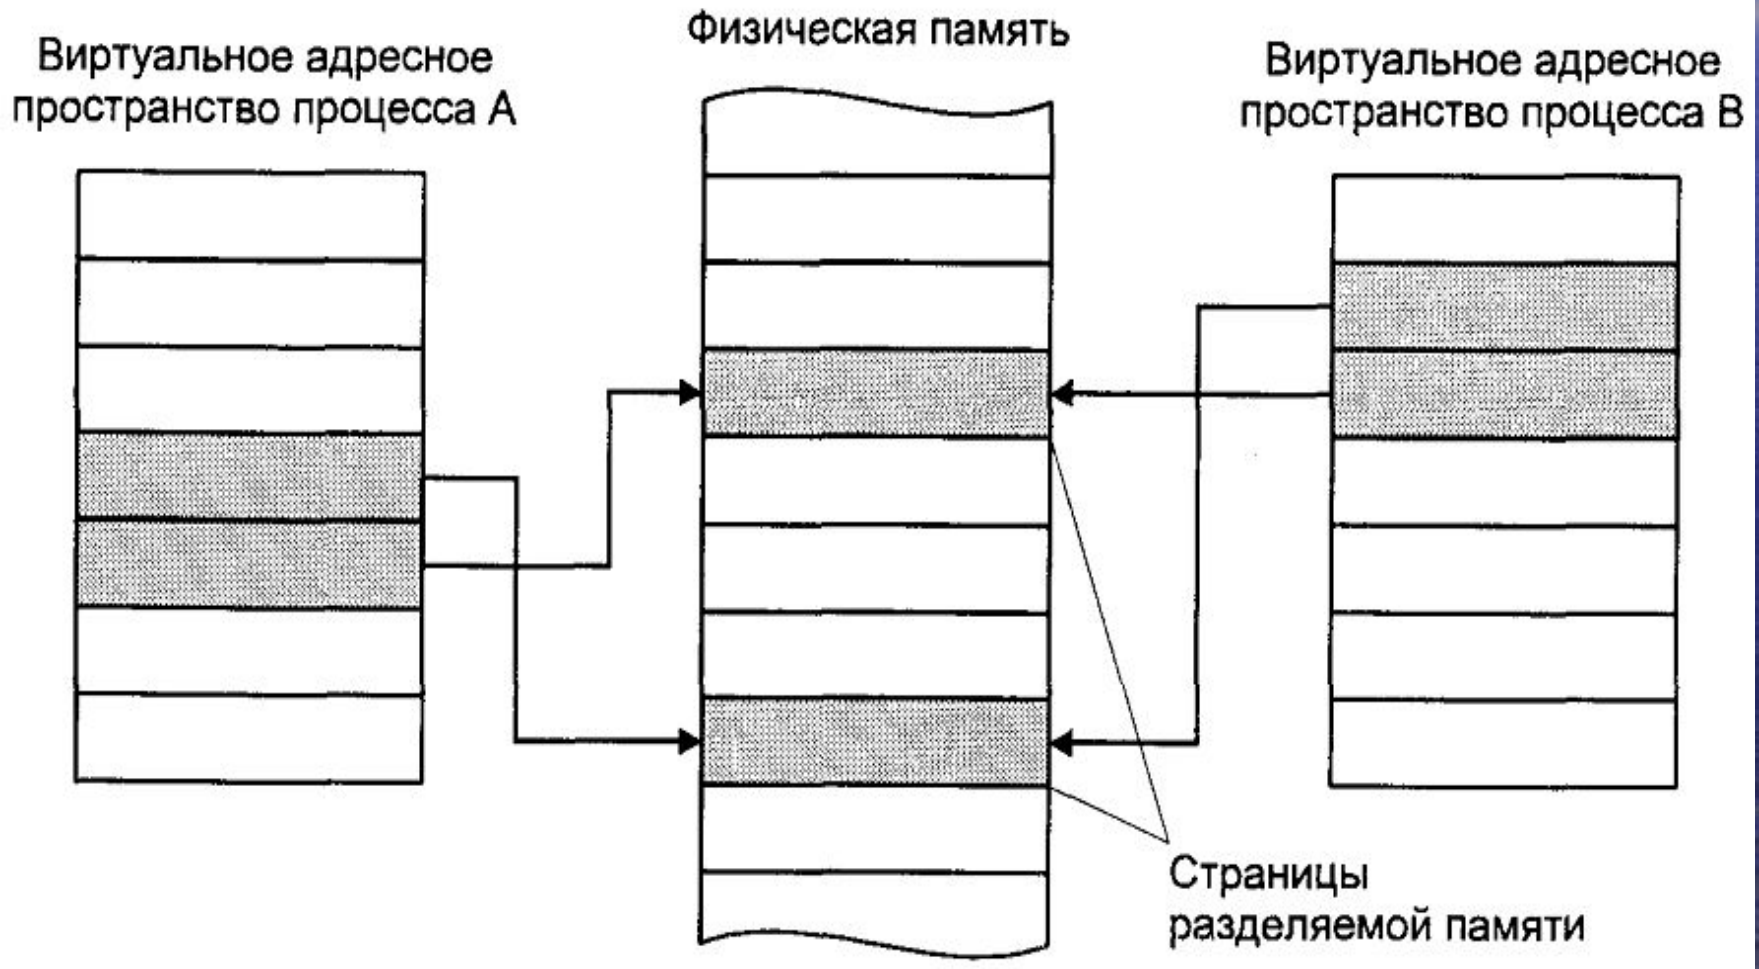 Виртуальное адресное
пространство процесса А
Физическая память
Виртуальное адресное
пространство процесса В
Страницы
разделяемой памяти